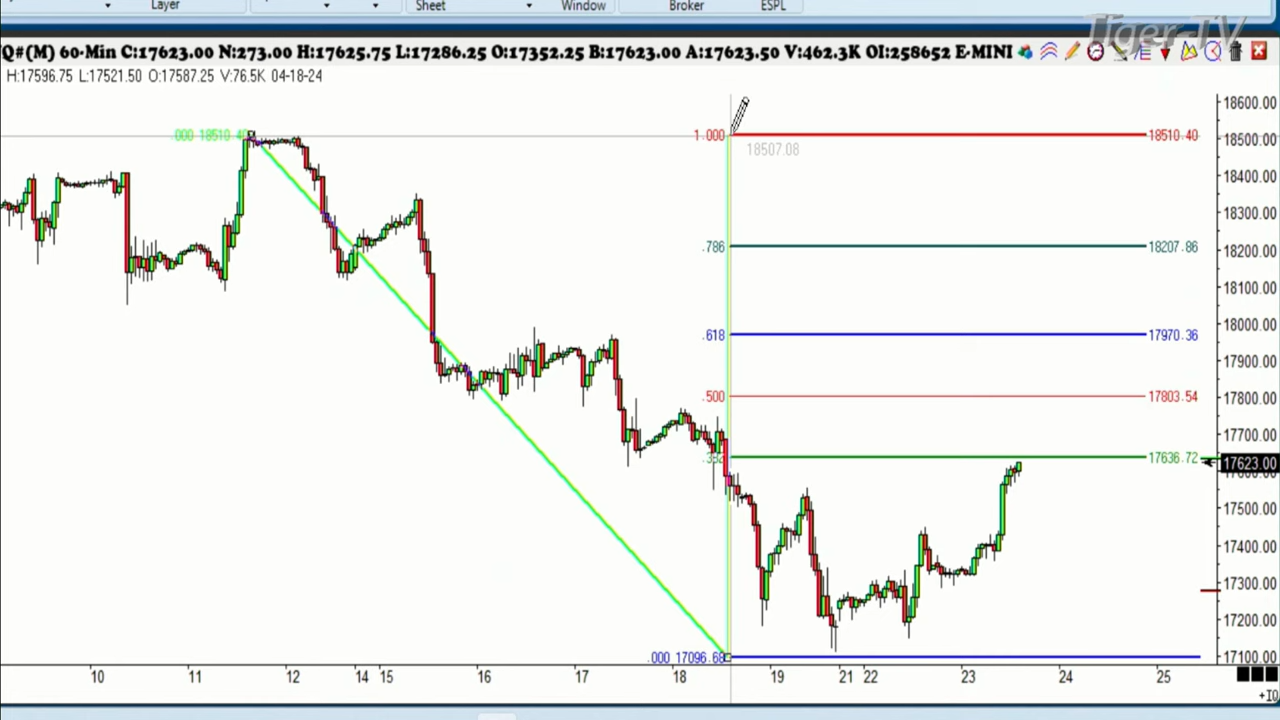 Layer Sheet Window Broker ESPL
Tiger-TV
Q#(M) 60-Min C:17623.00 N:273.00 H:17625.75 L:17286.25 O:17352.25 B:17623.00 A:17623.50 V:462.3K OI:258652 E-MINI
H:17596.75 L:17521.50 O:17587.25 V:76.5K 04-18-24
18600.00
.000 18510.40 1.000 18510.40
18500.00
18507.08
18400.00
18300.00
.786 18207.86 18200.00
18100.00
18000.00
.618 17970.36
17900.00
.500 17803.54 17800.00
17700.00
.382 17636.72
17623.00
17500.00
17400.00
17300.00
17200.00
.000 17096.68 17100.00
10 11 12 14 15 16 17 18 19 21 22 23 24 25